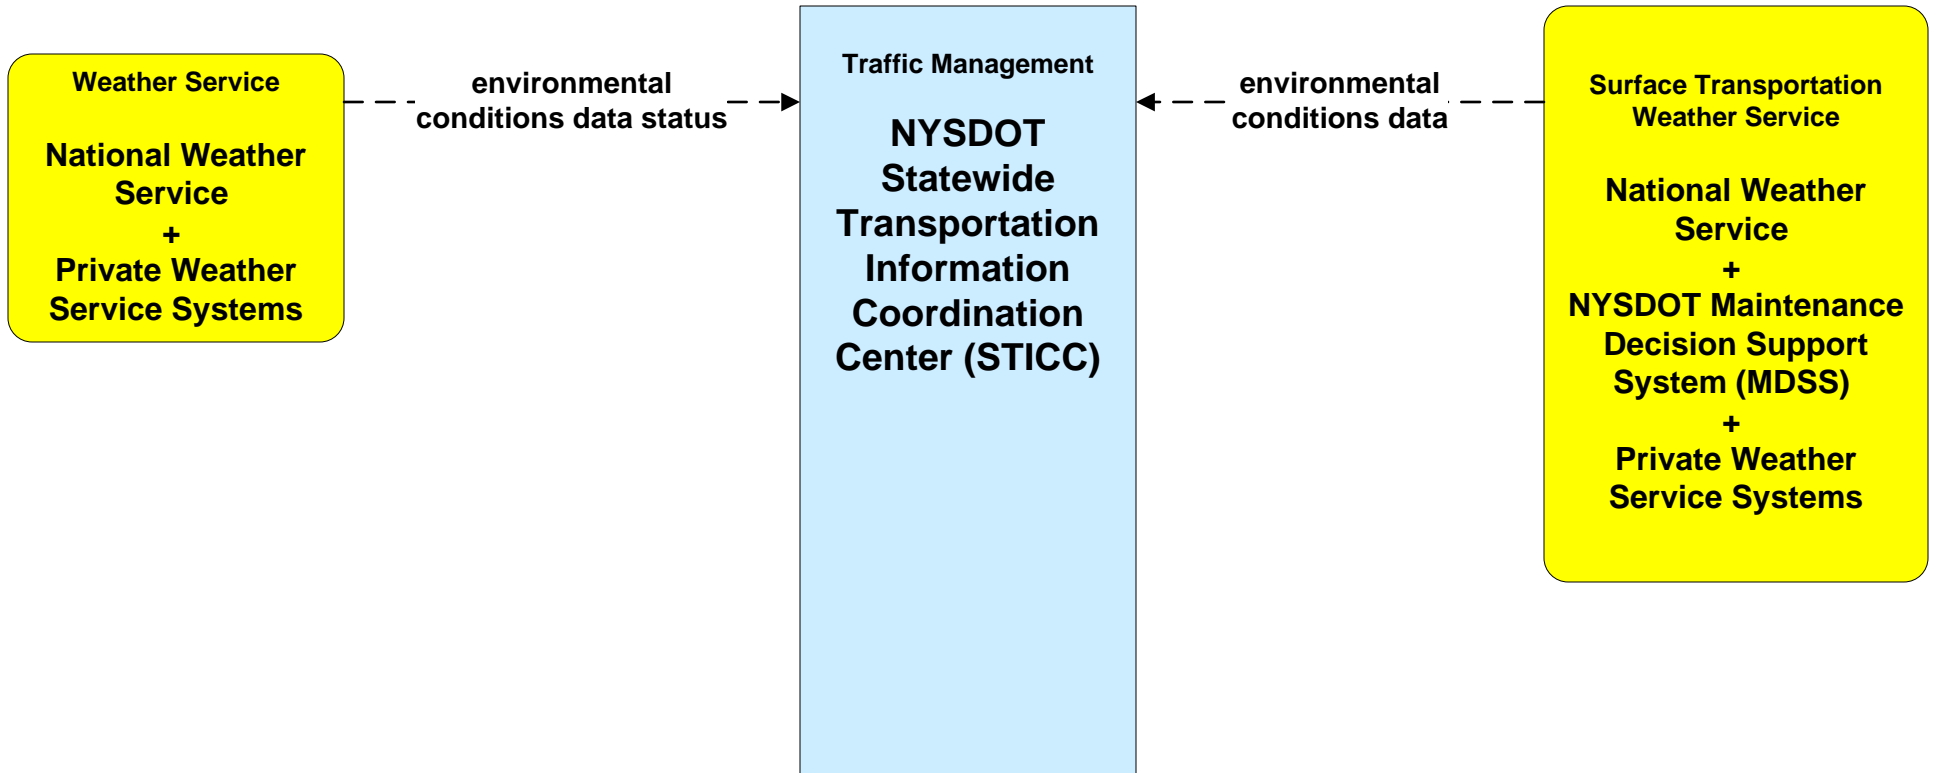 Weather Service
National Weather
Service
+
Private Weather
Service Systems
environmental
conditions data status
Traffic Management
NYSDOT
Statewide
Transportation
Information
Coordination
Center (STICC)
environmental
conditions data
Surface Transportation
Weather Service
National Weather
Service
+
NYSDOT Maintenance
Decision Support
System (MDSS)
+
Private Weather
Service Systems